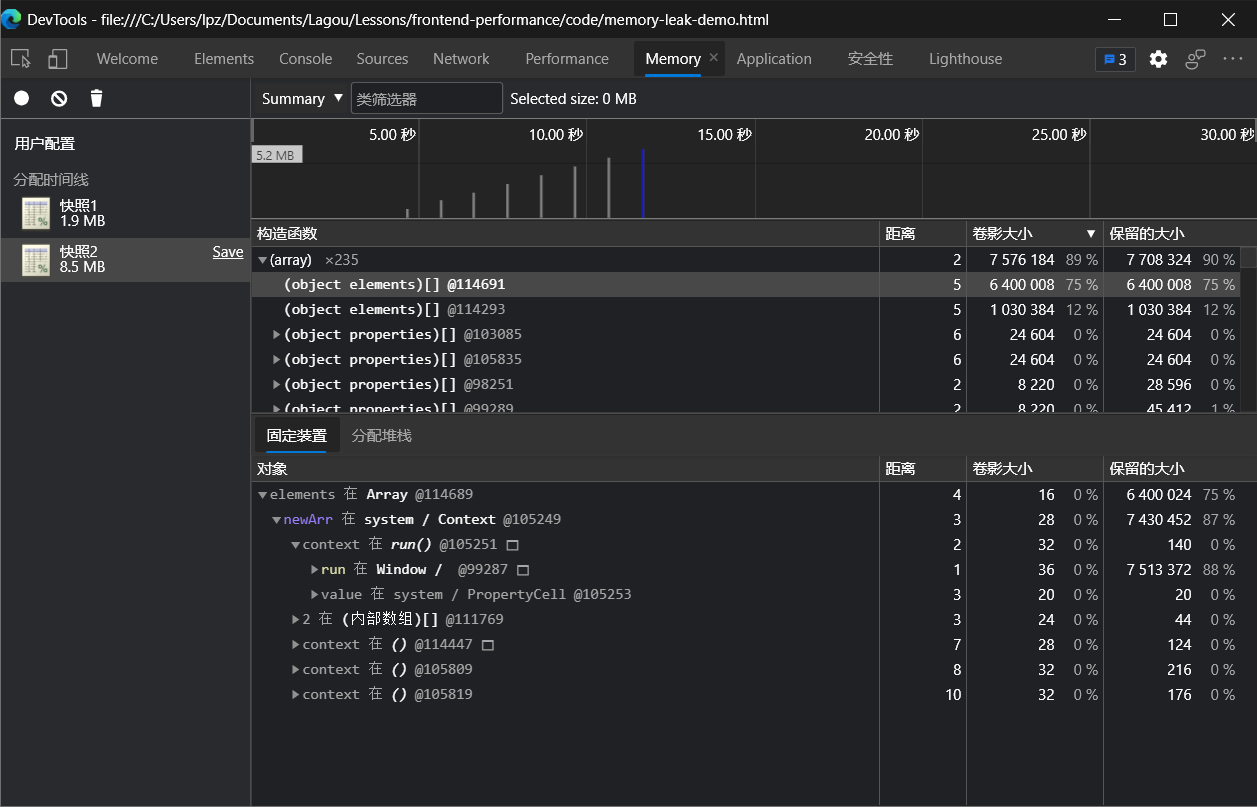 DevTools - file:///C:/Users/lpz/Documents/Lagou/Lessons/frontend-performance/code/memory-leak-demo.html
Welcome Elements Console Sources Network Performance Memory × Application 安全性 Lighthouse 3
Summary ▼ 类筛选器 Selected size: 0 MB
用户配置
分配时间线
快照1
1.9 MB
快照2
8.5 MB
Save
5.00 秒 10.00 秒 15.00 秒 20.00 秒 25.00 秒 30.00 秒
5.2 MB
构造函数 距离 卷影大小 ▼ 保留的大小
▼(array) ×235 2 7 576 184 89 % 7 708 324 90 %
(object elements)[] @114691 5 6 400 008 75 % 6 400 008 75 %
(object elements)[] @114293 5 1 030 384 12 % 1 030 384 12 %
▶(object properties)[] @103085 6 24 604 0 % 24 604 0 %
▶(object properties)[] @105835 6 24 604 0 % 24 604 0 %
▶(object properties)[] @98251 2 8 220 0 % 28 596 0 %
▶(object properties)[] @99289 2 8 220 0 % 45 412 1 %
固定装置 分配堆栈
对象 距离 卷影大小 保留的大小
▼elements 在 Array @114689 4 16 0 % 6 400 024 75 %
▼newArr 在 system / Context @105249 3 28 0 % 7 430 452 87 %
▼context 在 run() @105251 2 32 0 % 140 0 %
▶run 在 Window / @99287 1 36 0 % 7 513 372 88 %
▶value 在 system / PropertyCell @105253 3 20 0 % 20 0 %
▶2 在 (内部数组)[] @111769 3 24 0 % 44 0 %
▶context 在 () @114447 7 28 0 % 124 0 %
▶context 在 () @105809 8 32 0 % 216 0 %
▶context 在 () @105819 10 32 0 % 176 0 %